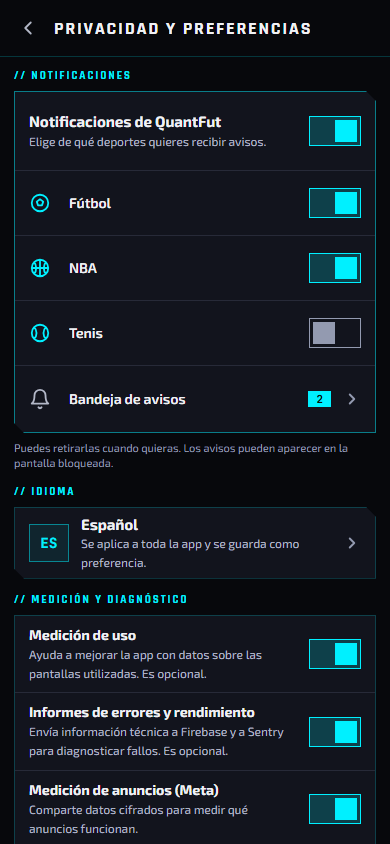 PRIVACIDAD Y PREFERENCIAS
// NOTIFICACIONES
Notificaciones de QuantFut
Elige de qué deportes quieres recibir avisos.
Fútbol
NBA
Tenis
Bandeja de avisos
2
Puedes retirarlas cuando quieras. Los avisos pueden aparecer en la
pantalla bloqueada.
// IDIOMA
ES
Español
Se aplica a toda la app y se guarda como
preferencia.
// MEDICIÓN Y DIAGNÓSTICO
Medición de uso
Ayuda a mejorar la app con datos sobre las
pantallas utilizadas. Es opcional.
Informes de errores y rendimiento
Envía información técnica a Firebase y a Sentry
para diagnosticar fallos. Es opcional.
Medición de anuncios (Meta)
Comparte datos cifrados para medir qué
anuncios funcionan.